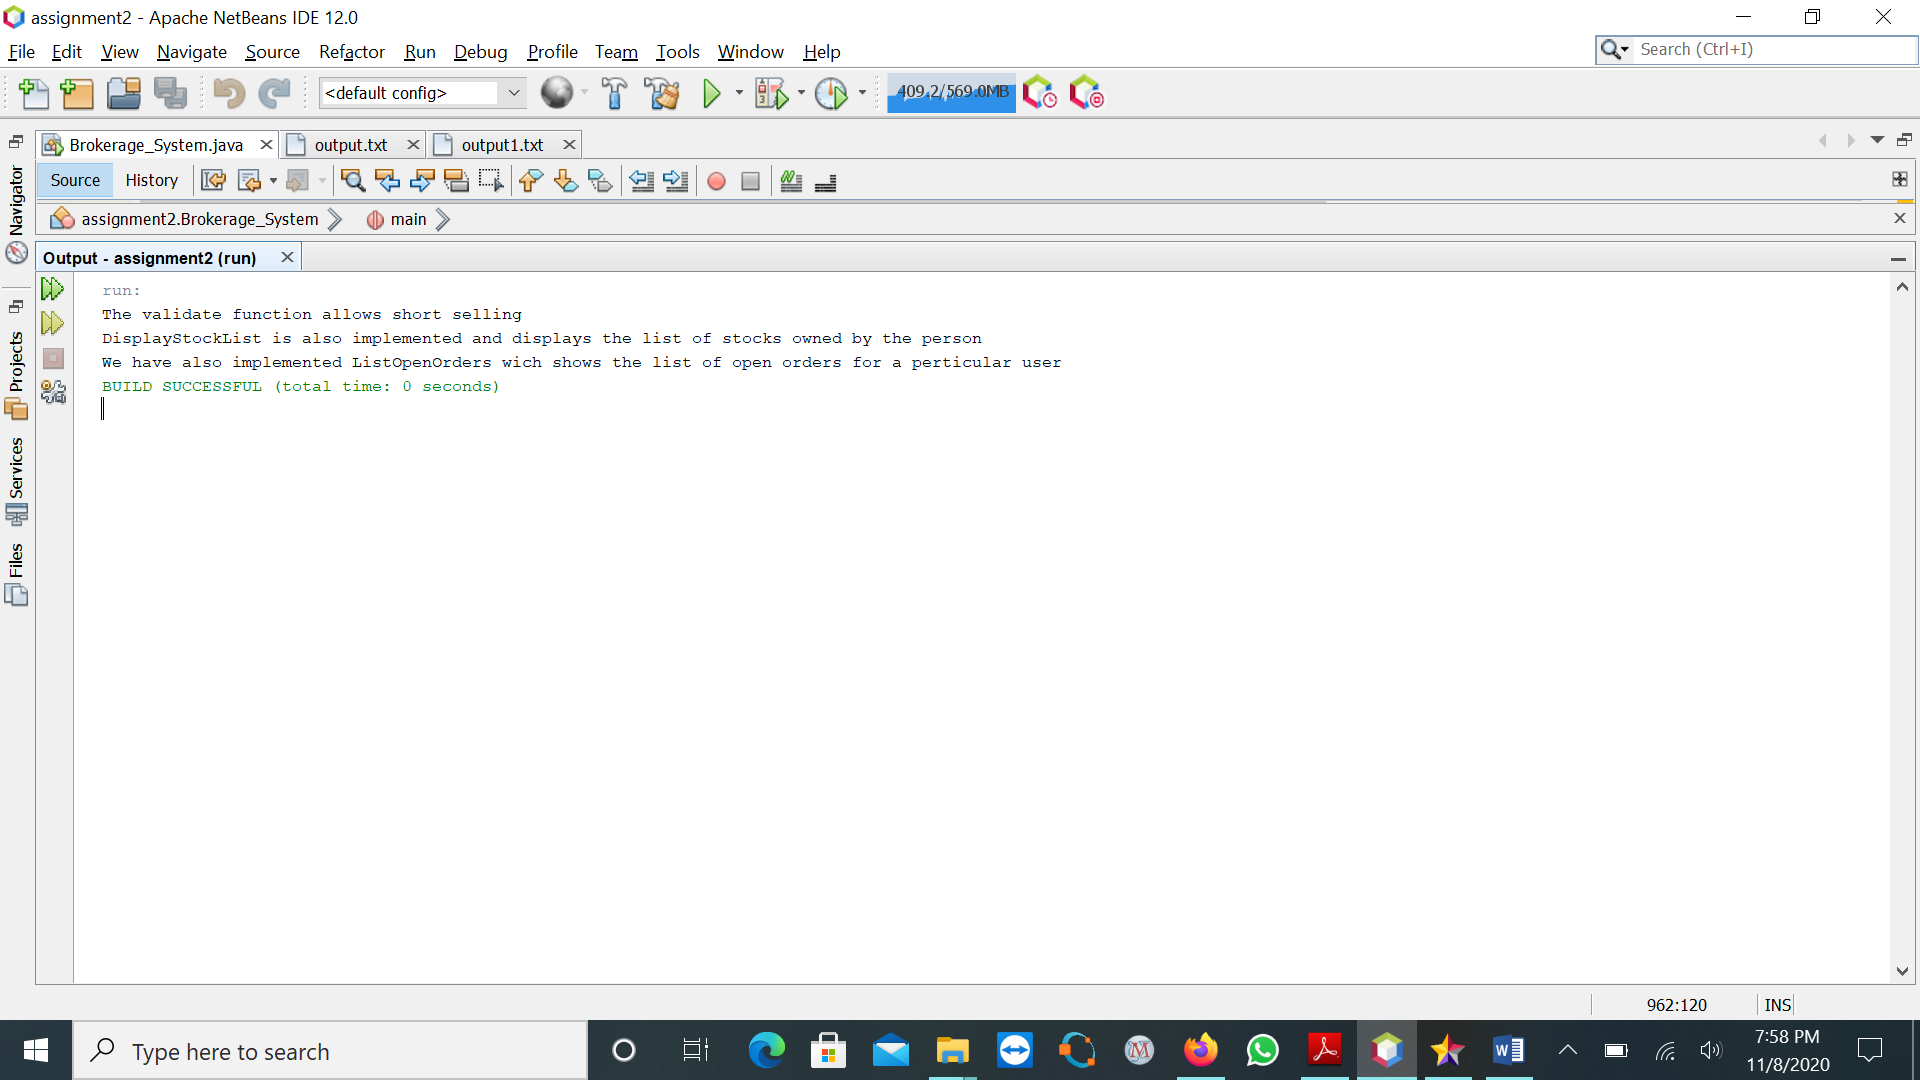 assignment2 - Apache NetBeans IDE 12.0
File Edit View Navigate Source Refactor Run Debug Profile Team Tools Window Help
Search (Ctrl+I)
<default config>
409.2/569.0MB
Brokerage_System.java
output.txt
output1.txt
Source
History
assignment2.Brokerage_System
main
Navigator
Projects
Services
Files
Output - assignment2 (run)
run:
The validate function allows short selling
DisplayStockList is also implemented and displays the list of stocks owned by the person
We have also implemented ListOpenOrders wich shows the list of open orders for a perticular user
BUILD SUCCESSFUL (total time: 0 seconds)
962:120
INS
Type here to search
7:58 PM
11/8/2020